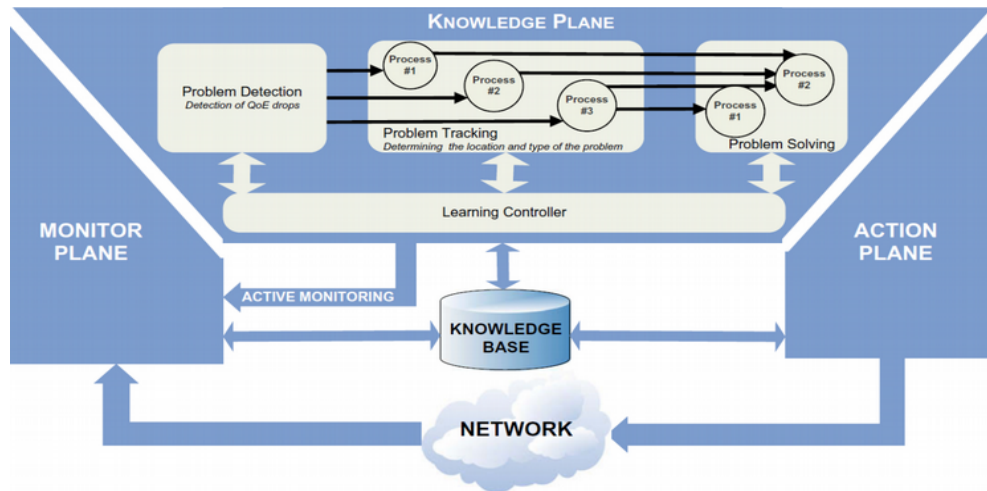 KNOWLEDGE PLANE
Problem Detection
Detection of QoE drops
Process
#1
Process
#2
Process
#3
Problem Tracking
Determining the location and type of the problem
Process
#2
Process
#1
Problem Solving
Learning Controller
MONITOR
PLANE
ACTION
PLANE
ACTIVE MONITORING
KNOWLEDGE
BASE
NETWORK